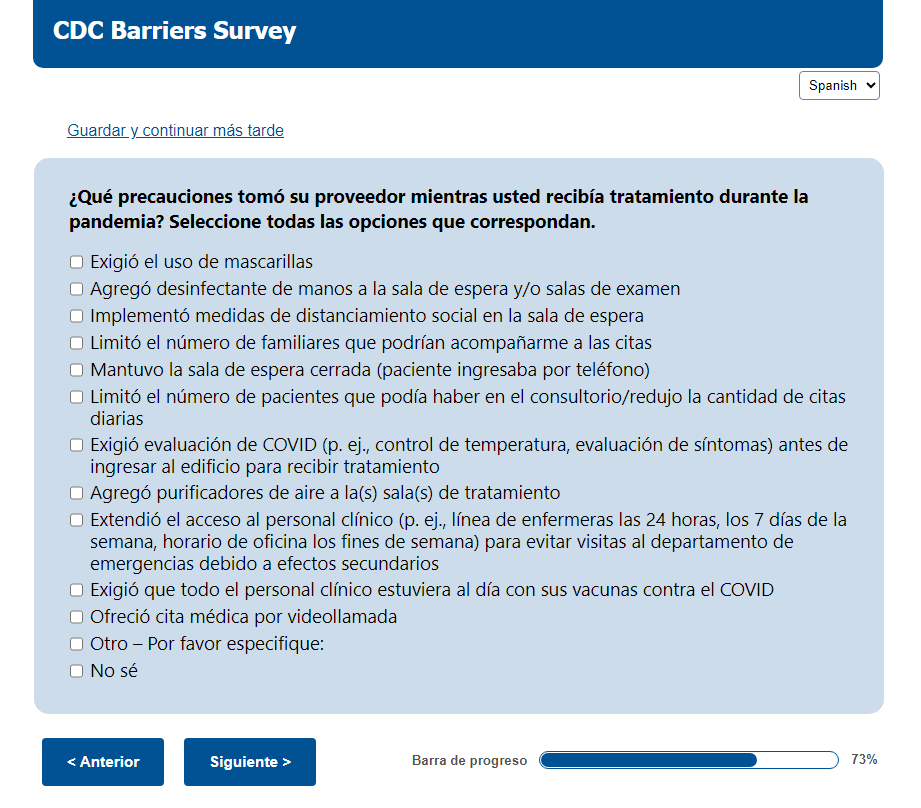 CDC Barriers Survey
Spanish
Guardar y continuar más tarde
¿Qué precauciones tomó su proveedor mientras usted recibía tratamiento durante la
pandemia? Seleccione todas las opciones que correspondan.
Exigió el uso de mascarillas
Agregó desinfectante de manos a la sala de espera y/o salas de examen
Implementó medidas de distanciamiento social en la sala de espera
Limitó el número de familiares que podrían acompañarme a las citas
Mantuvo la sala de espera cerrada (paciente ingresaba por teléfono)
Limitó el número de pacientes que podía haber en el consultorio/redujo la cantidad de citas
diarias
Exigió evaluación de COVID (p. ej., control de temperatura, evaluación de síntomas) antes de
ingresar al edificio para recibir tratamiento
Agregó purificadores de aire a la(s) sala(s) de tratamiento
Extendió el acceso al personal clínico (p. ej., línea de enfermeras las 24 horas, los 7 días de la
semana, horario de oficina los fines de semana) para evitar visitas al departamento de
emergencias debido a efectos secundarios
Exigió que todo el personal clínico estuviera al día con sus vacunas contra el COVID
Ofreció cita médica por videollamada
Otro – Por favor especifique:
No sé
< Anterior
Siguiente >
Barra de progreso
73%